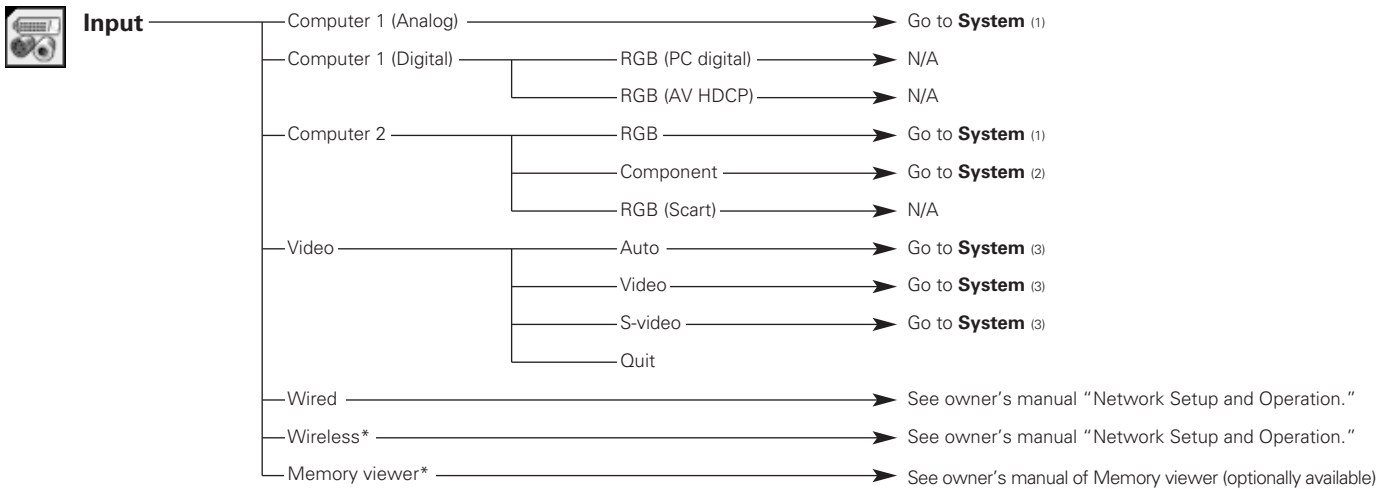 Input Computer 1 (Analog) Go to System (1)
Computer 1 (Digital) RGB (PC digital) N/A
RGB (AV HDCP) N/A
Computer 2 RGB Go to System (1)
Component Go to System (2)
RGB (Scart) N/A
Video Auto Go to System (3)
Video Go to System (3)
S-video Go to System (3)
Quit
Wired See owner’s manual “Network Setup and Operation.”
Wireless* See owner’s manual “Network Setup and Operation.”
Memory viewer* See owner’s manual of Memory viewer (optionally available)